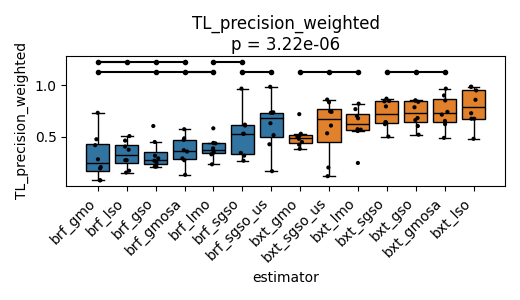 TL_precision_weighted
p = 3.22e-06
TL_precision_weighted
1.0
0.5
brf_gmo
brf_lso
brf_gso
brf_gmosa
brf_lmo
brf_sgso
brf_sgso_us
bxt_gmo
bxt_sgso_us
bxt_lmo
bxt_sgso
bxt_gso
bxt_gmosa
bxt_lso
estimator